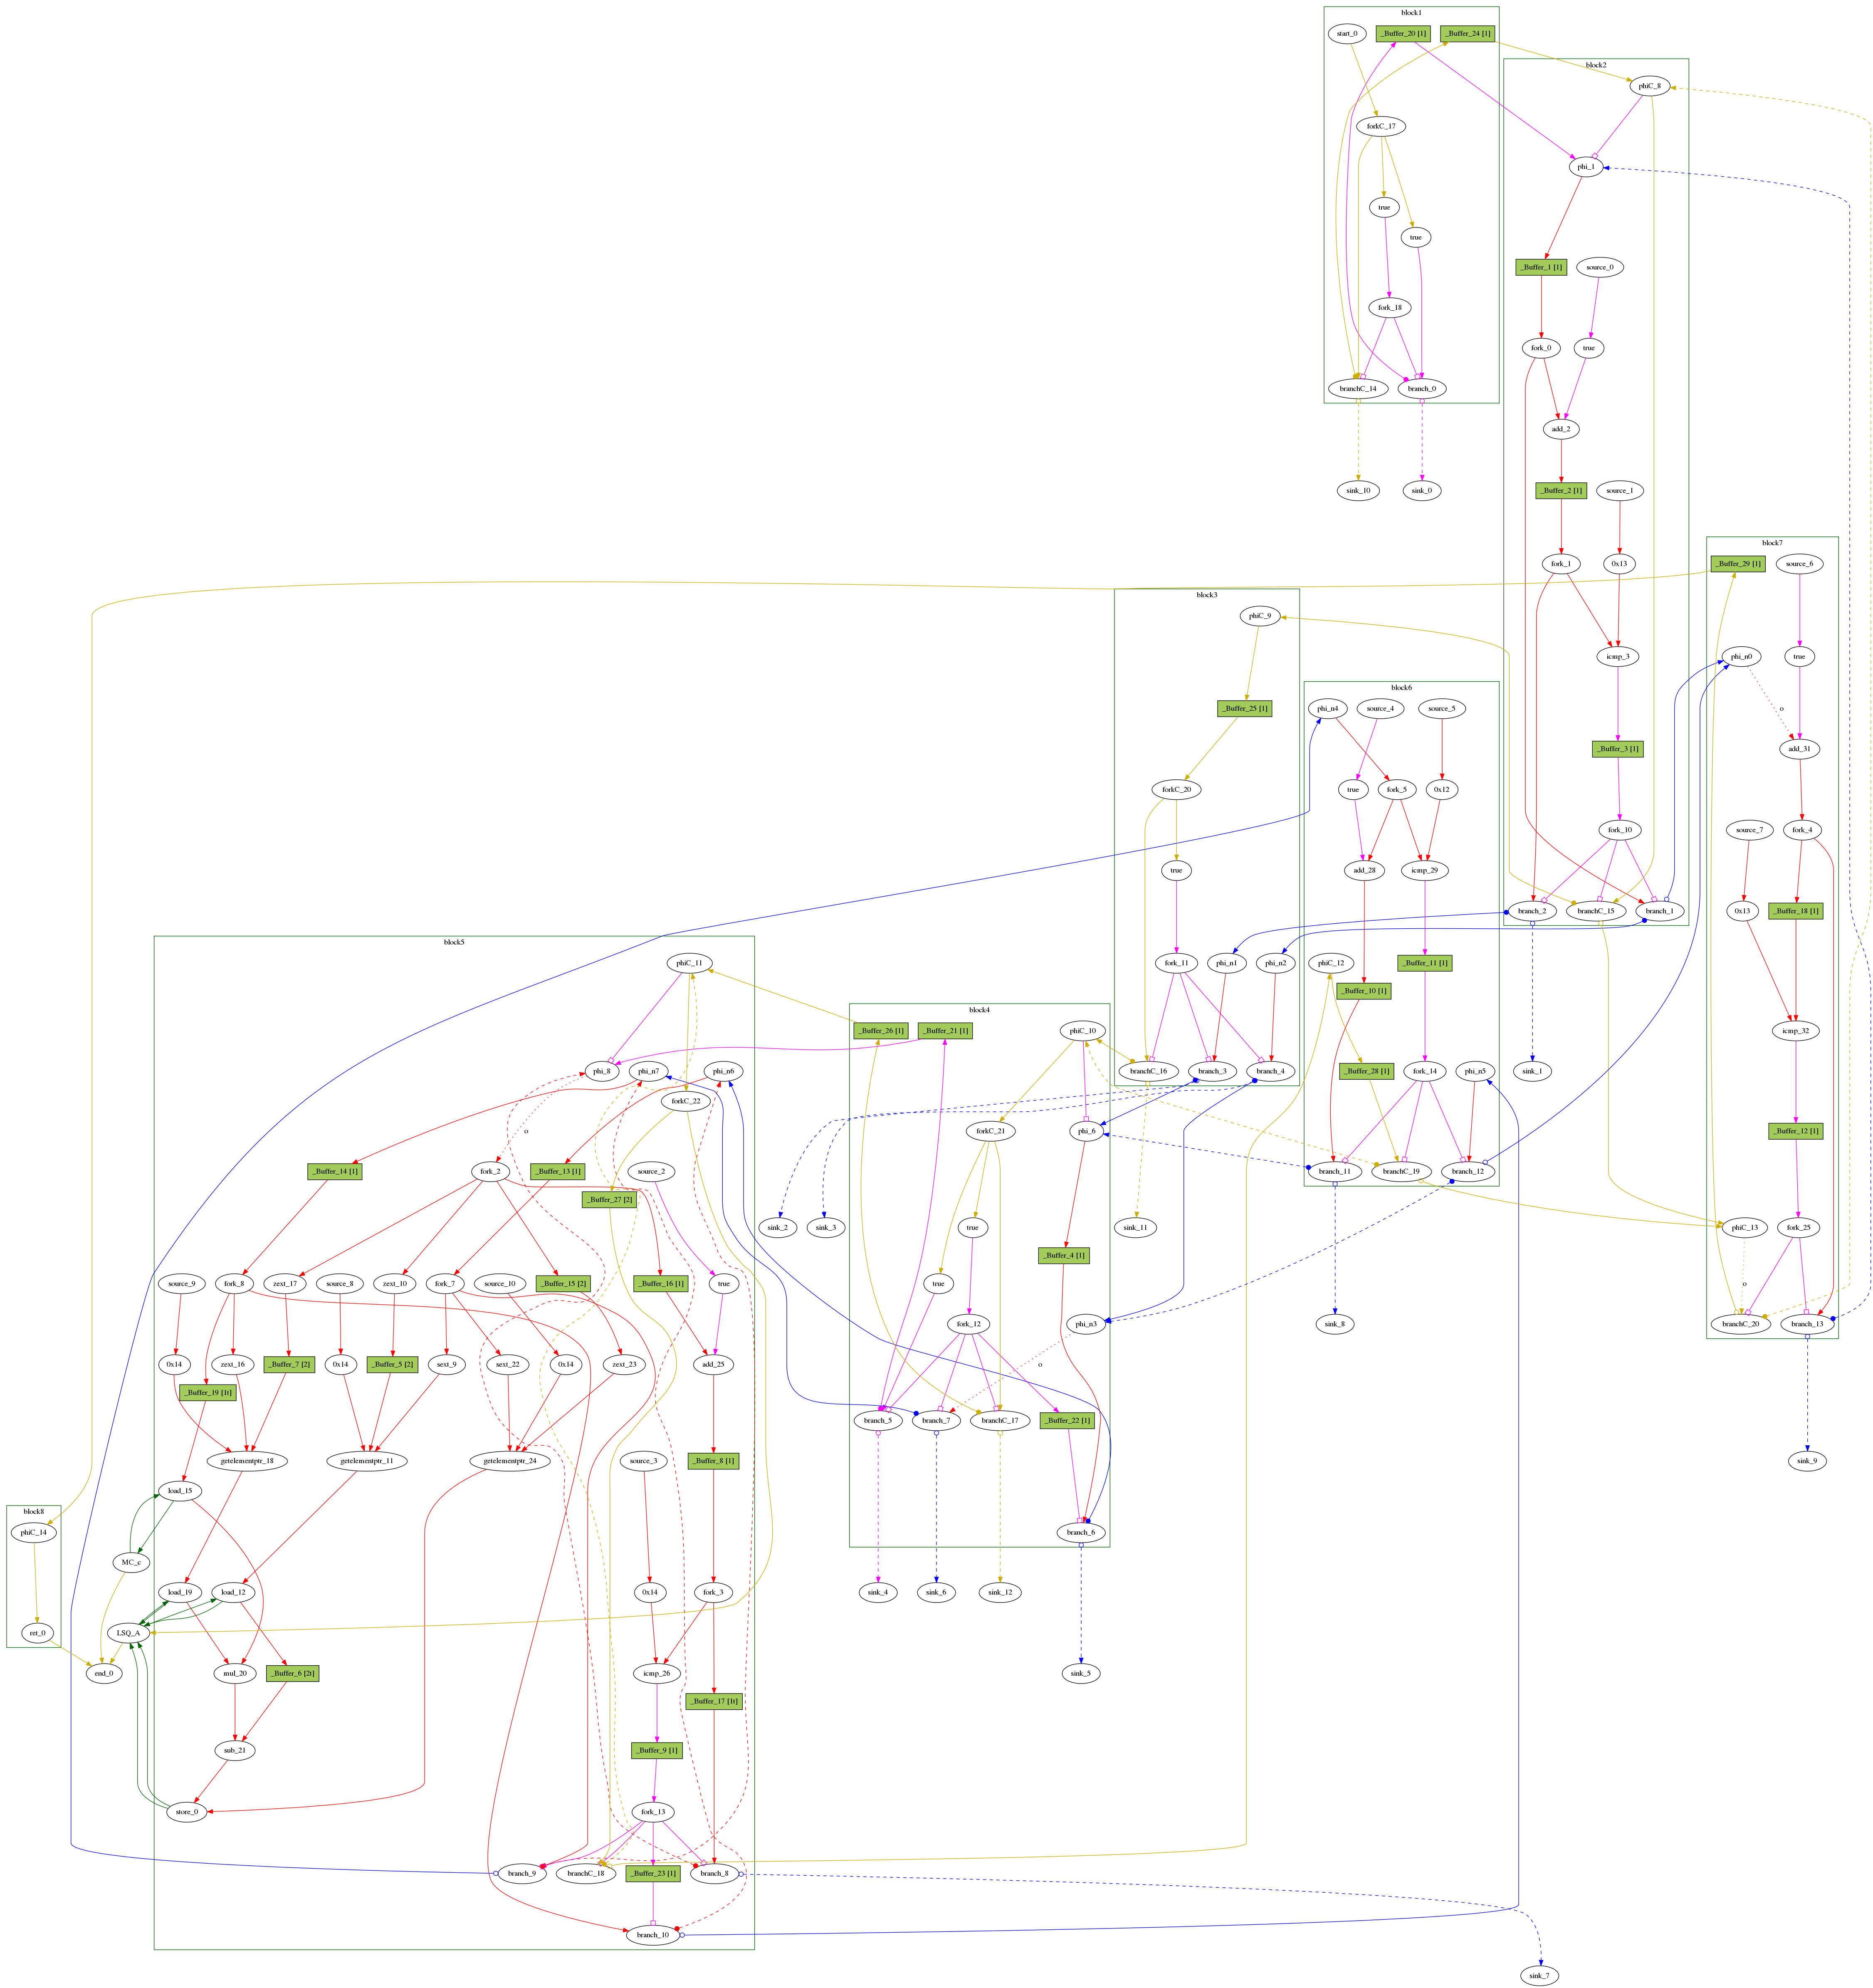 block1
start_0
_Buffer_20 [1]
_Buffer_24 [1]
forkC_17
true
true
fork_18
branchC_14
branch_0
sink_10
sink_0
block2
phiC_8
phi_1
_Buffer_1 [1]
source_0
fork_0
true
add_2
_Buffer_2 [1]
source_1
fork_1
0x13
icmp_3
_Buffer_3 [1]
fork_10
branch_2
branchC_15
branch_1
sink_1
block7
_Buffer_29 [1]
source_6
phi_n0
true
o
add_31
source_7
fork_4
0x13
_Buffer_18 [1]
icmp_32
_Buffer_12 [1]
phiC_13
fork_25
o
branchC_20
branch_13
sink_9
block3
phiC_9
_Buffer_25 [1]
forkC_20
true
fork_11
phi_n1
phi_n2
branchC_16
branch_3
branch_4
sink_2
sink_3
sink_11
block6
phi_n4
source_4
source_5
true
fork_5
0x12
add_28
icmp_29
phiC_12
_Buffer_11 [1]
_Buffer_10 [1]
_Buffer_28 [1]
fork_14
phi_n5
branch_11
branchC_19
branch_12
sink_8
block4
_Buffer_26 [1]
_Buffer_21 [1]
phiC_10
forkC_21
phi_6
true
_Buffer_4 [1]
true
fork_12
phi_n3
o
branch_5
branch_7
branchC_17
_Buffer_22 [1]
branch_6
sink_4
sink_6
sink_12
sink_5
block5
phiC_11
phi_8
phi_n7
phi_n6
forkC_22
o
_Buffer_14 [1]
fork_2
_Buffer_13 [1]
source_2
_Buffer_27 [2]
source_9
fork_8
zext_17
source_8
zext_10
fork_7
source_10
_Buffer_15 [2]
_Buffer_16 [1]
true
0x14
zext_16
_Buffer_7 [2]
0x14
_Buffer_5 [2]
sext_9
sext_22
0x14
zext_23
add_25
_Buffer_19 [1t]
getelementptr_18
getelementptr_11
getelementptr_24
source_3
_Buffer_8 [1]
load_15
load_19
load_12
0x14
fork_3
mul_20
_Buffer_6 [2t]
icmp_26
_Buffer_17 [1t]
sub_21
_Buffer_9 [1]
store_0
fork_13
branch_9
branchC_18
_Buffer_23 [1]
branch_8
branch_10
sink_7
block8
phiC_14
ret_0
MC_c
LSQ_A
end_0